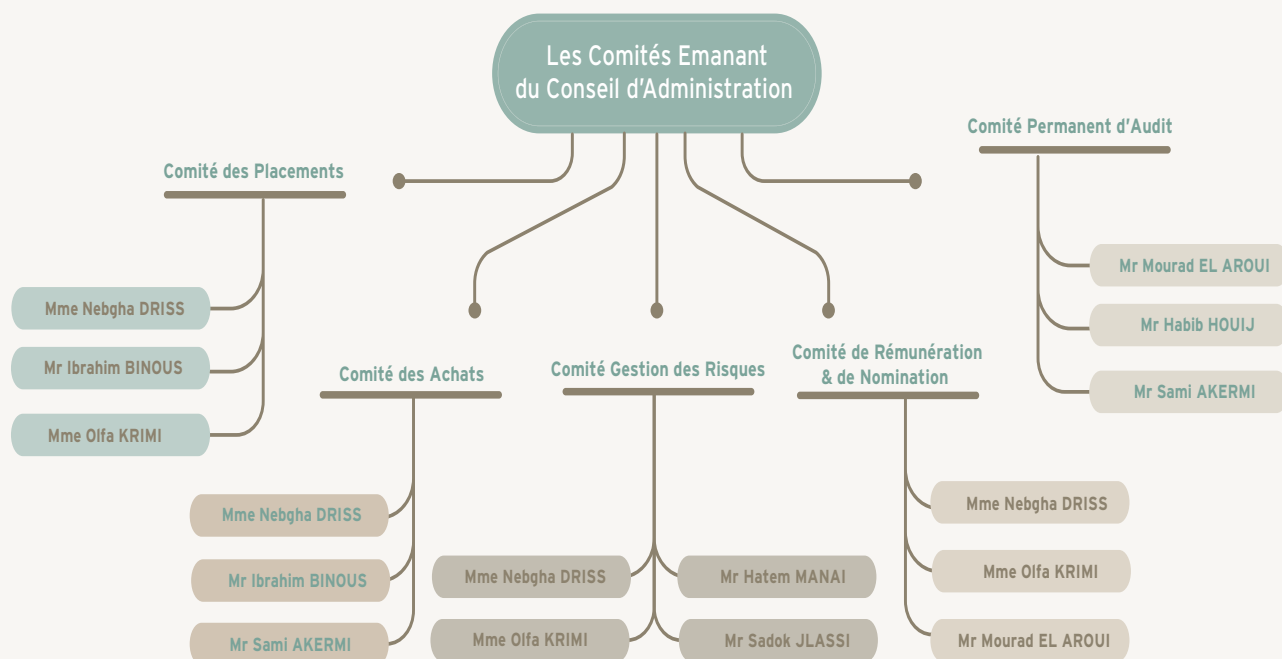 Les Comités Emanant
du Conseil d'Administration
Comité des Placements
Mme Nebgha DRISS
Mr Ibrahim BINOUS
Mme Olfa KRIMI
Comité des Achats
Mme Nebgha DRISS
Mr Ibrahim BINOUS
Mr Sami AKERMI
Comité Gestion des Risques
Mme Nebgha DRISS
Mr Hatem MANAI
Mme Olfa KRIMI
Mr Sadok JLASSI
Comité de Rémunération
& de Nomination
Mme Nebgha DRISS
Mme Olfa KRIMI
Mr Mourad EL AROUI
Comité Permanent d'Audit
Mr Mourad EL AROUI
Mr Habib HOUIJ
Mr Sami AKERMI